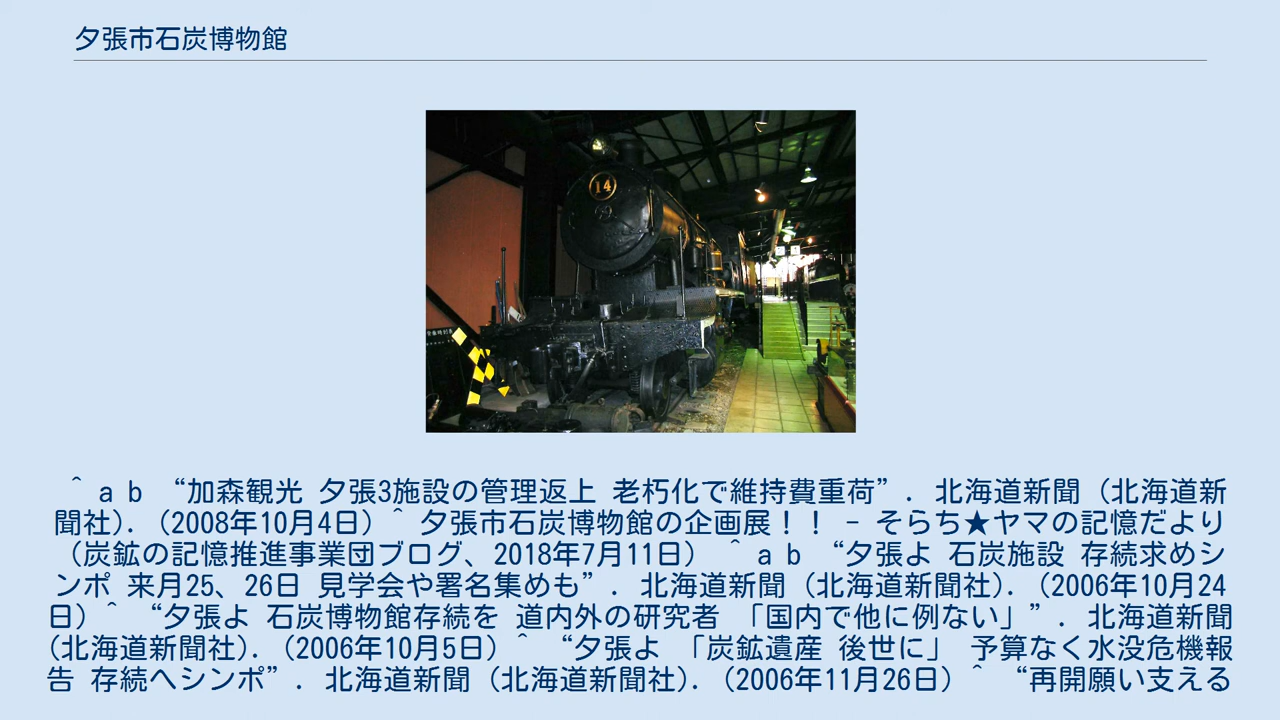 夕張市石炭博物館
14
^ a b “加森観光 夕張3施設の管理返上 老朽化で維持費重荷”. 北海道新聞 (北海道新
聞社). (2008年10月4日) ^ 夕張市石炭博物館の企画展！！ - そらち★ヤマの記憶だより
（炭鉱の記憶推進事業団ブログ、2018年7月11日） ^ a b “夕張よ 石炭施設 存続求めシ
ンポ 来月25、26日 見学会や署名集めも”. 北海道新聞 (北海道新聞社). (2006年10月24
日) ^ “夕張よ 石炭博物館存続を 道内外の研究者 「国内で他に例ない」”. 北海道新聞
(北海道新聞社). (2006年10月5日) ^ “夕張よ 「炭鉱遺産 後世に」 予算なく水没危機報
告 存続へシンポ”. 北海道新聞 (北海道新聞社). (2006年11月26日) ^ “再開願い支える